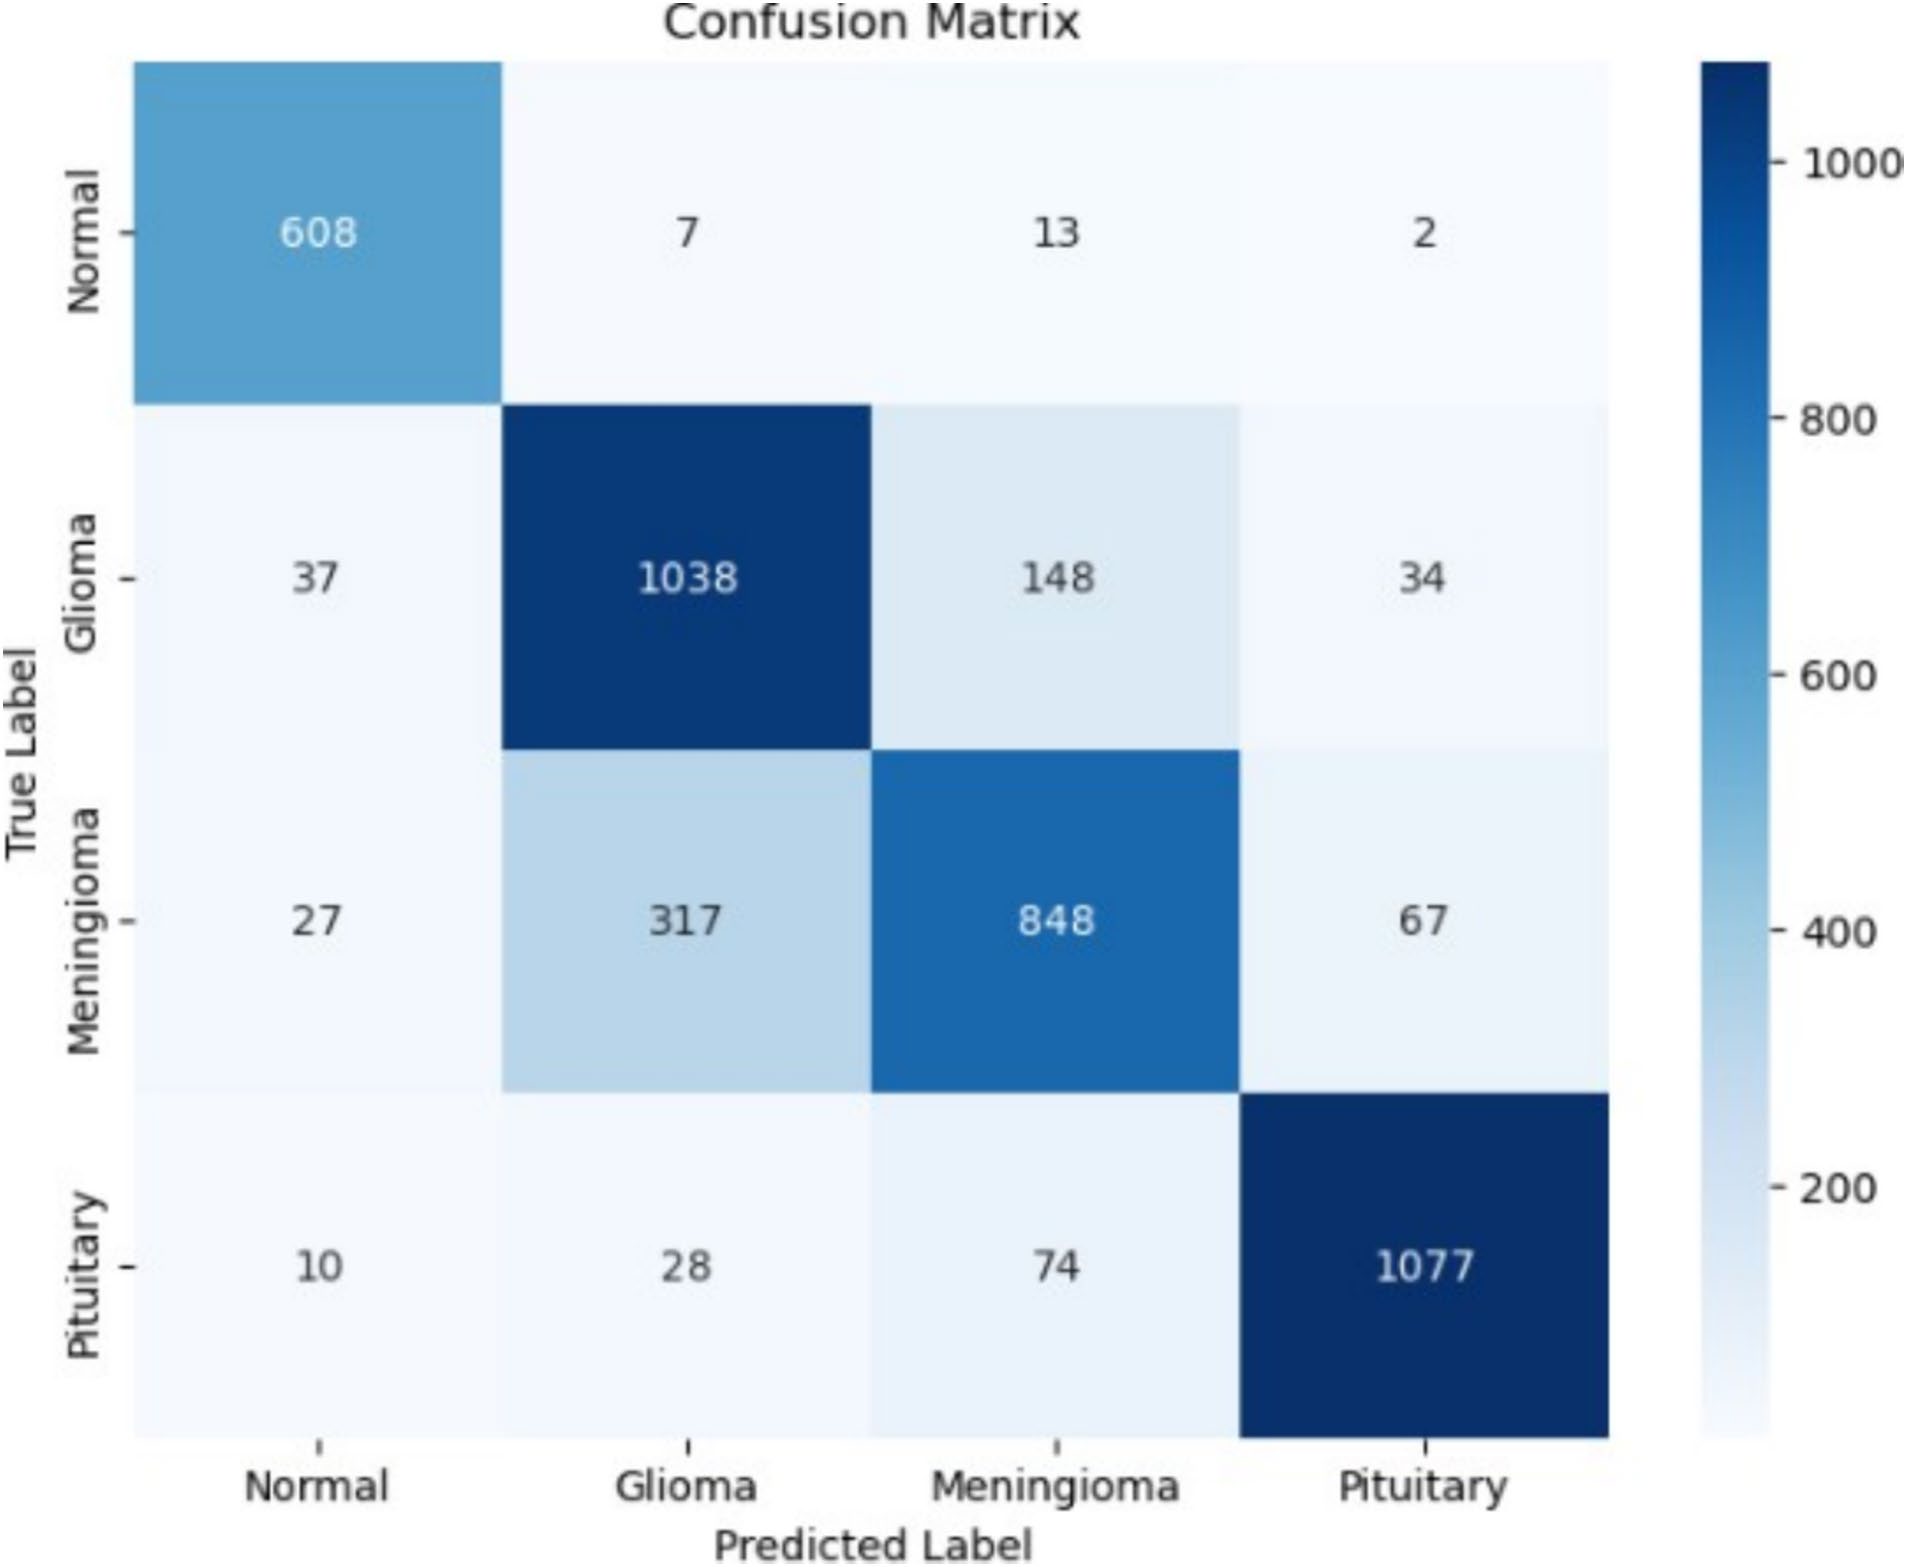 Confusion Matrix
True Label
Normal 608 7 13 2
Glioma 37 1038 148 34
Meningioma 27 317 848 67
Pituitary 10 28 74 1077
Normal Glioma Meningioma Pituitary
Predicted Label
1000
800
600
400
200